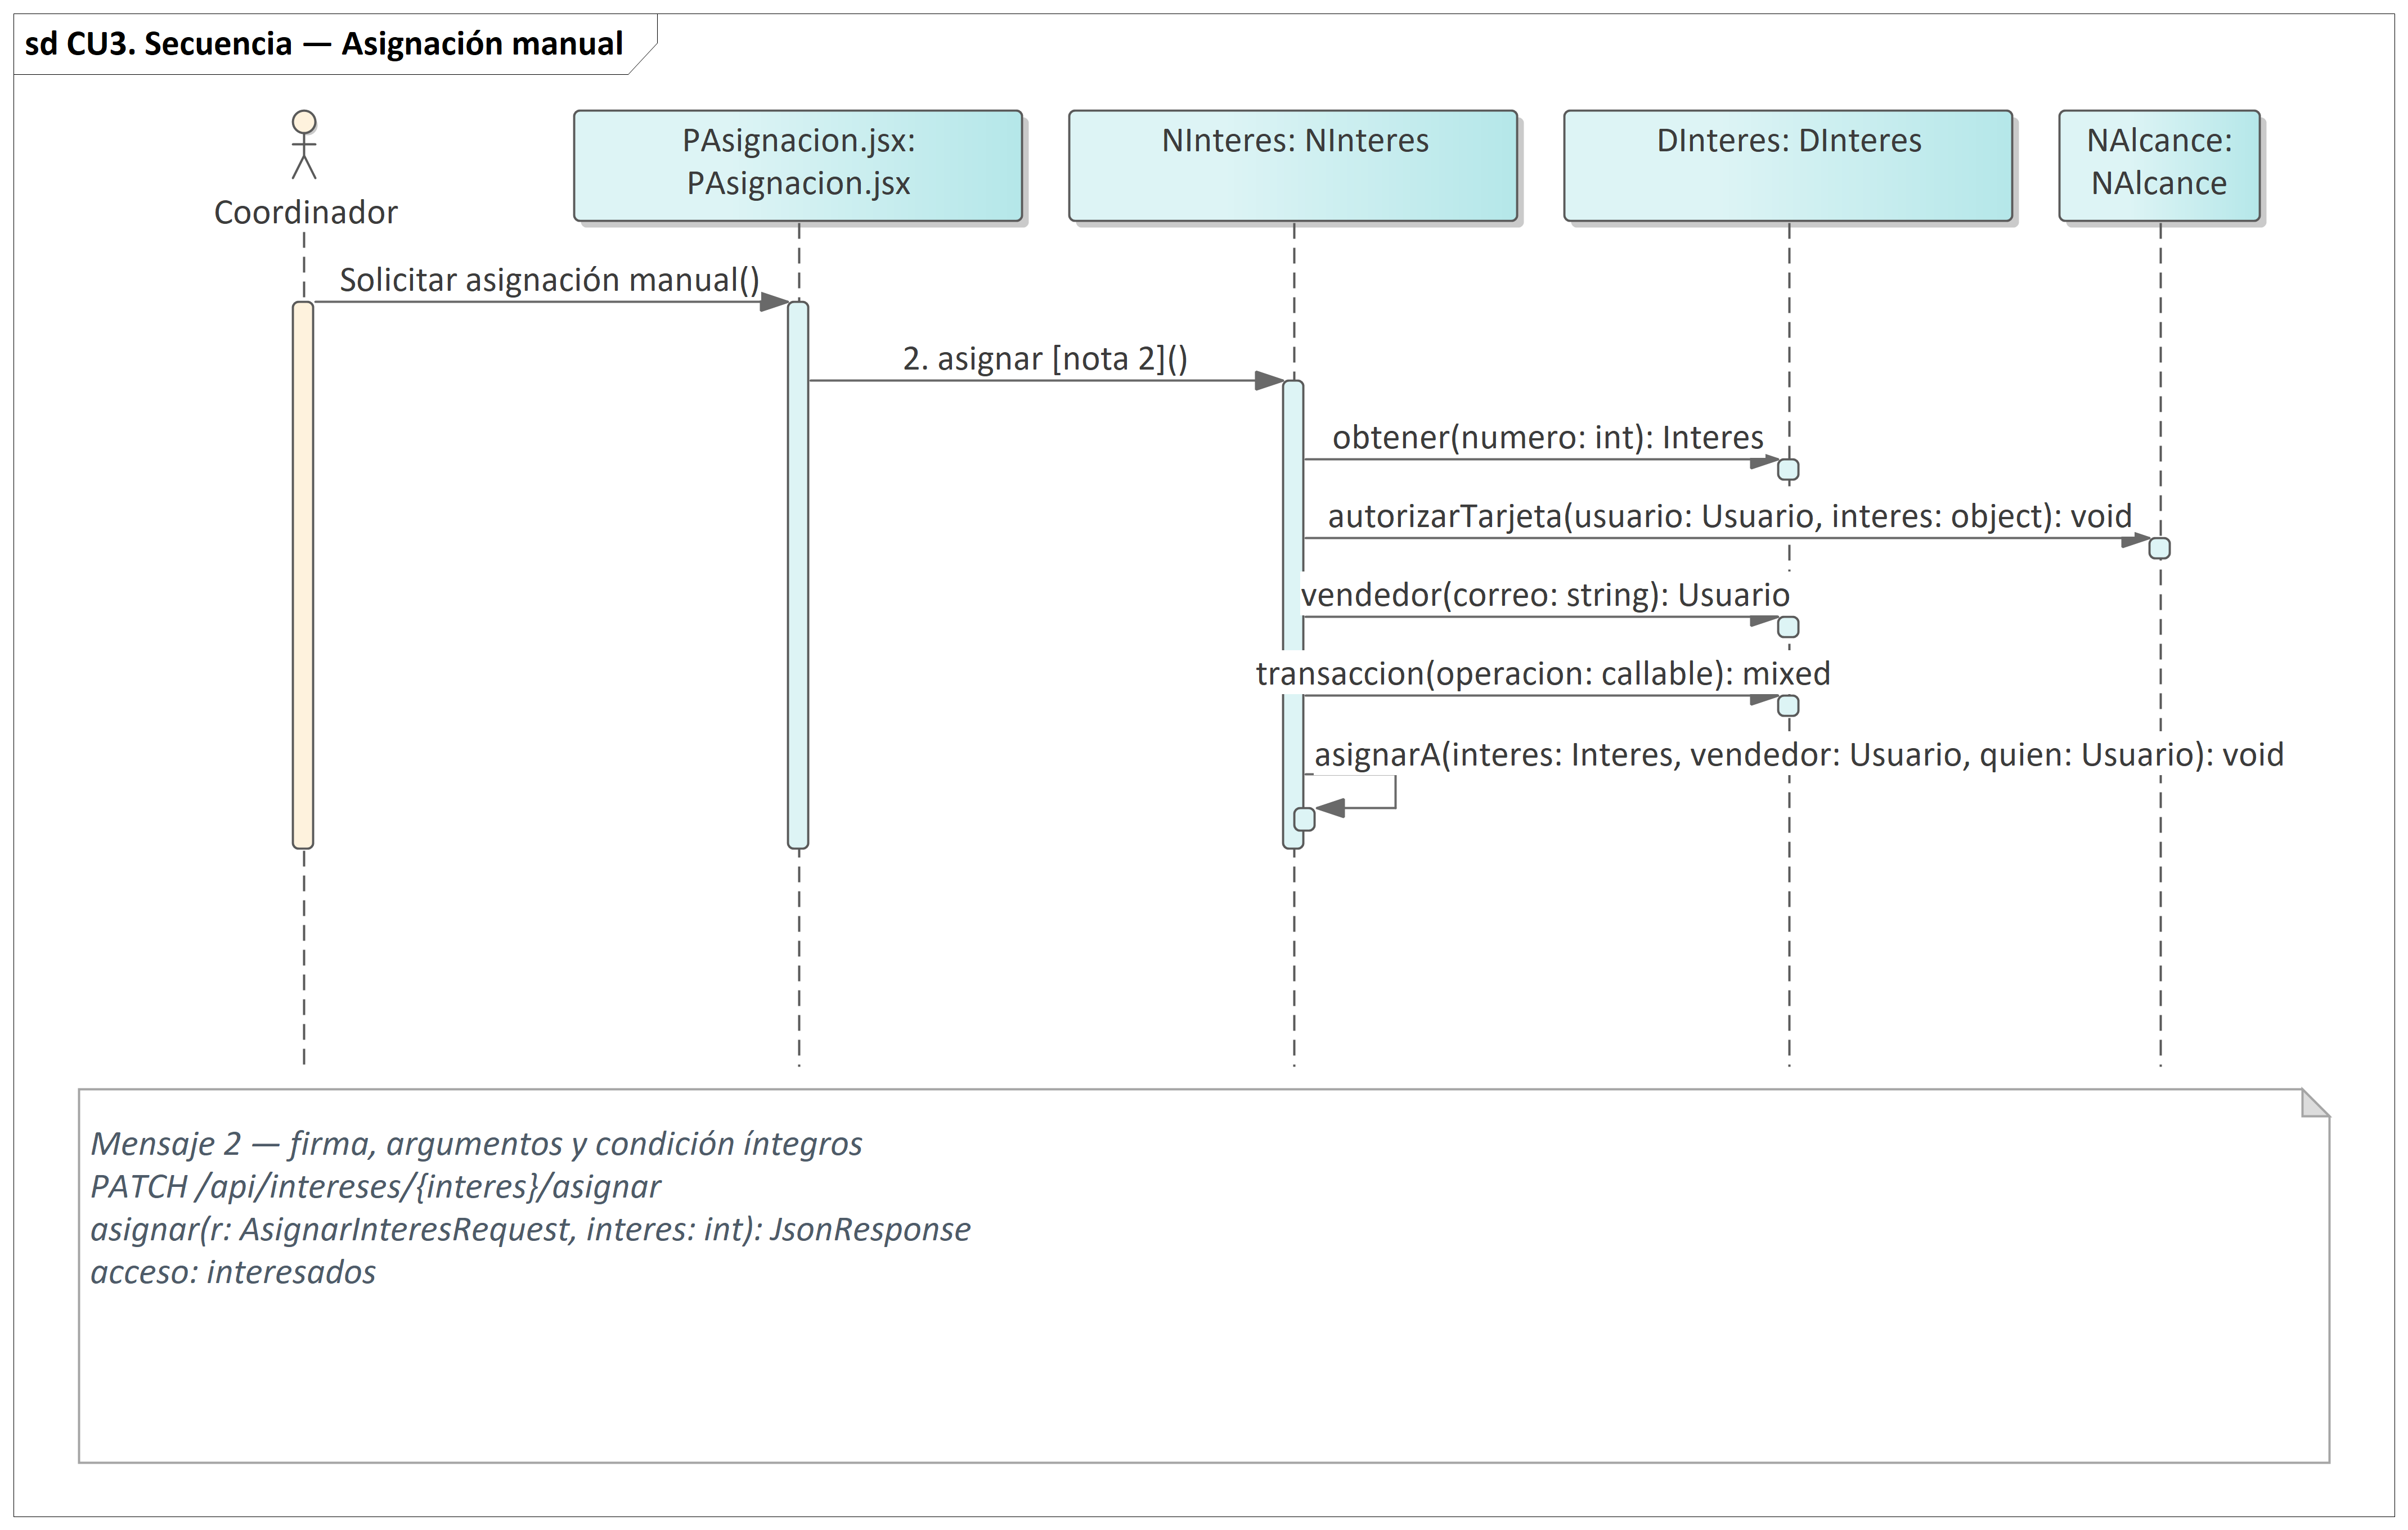 sd CU3. Secuencia — Asignación manual
Coordinador
PAsignacion.jsx:
PAsignacion.jsx
NInteres: NInteres
DInteres: DInteres
NAlcance:
NAlcance
Solicitar asignación manual()
2. asignar [nota 2]()
obtener(numero: int): Interes
autorizarTarjeta(usuario: Usuario, interes: object): void
vendedor(correo: string): Usuario
transaccion(operacion: callable): mixed
asignarA(interes: Interes, vendedor: Usuario, quien: Usuario): void
Mensaje 2 — firma, argumentos y condición íntegros
PATCH /api/intereses/{interes}/asignar
asignar(r: AsignarInteresRequest, interes: int): JsonResponse
acceso: interesados